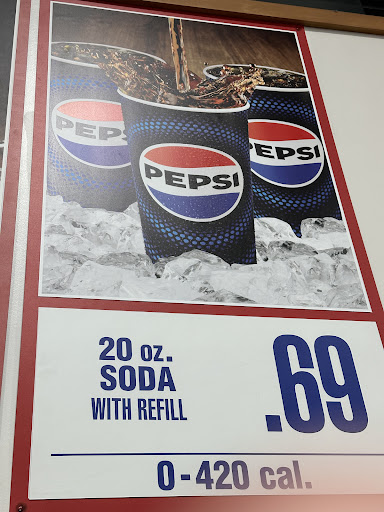 PEPSI
PEPSI
PEPSI
20 oz.
SODA
WITH REFILL
.69
0-420 cal.